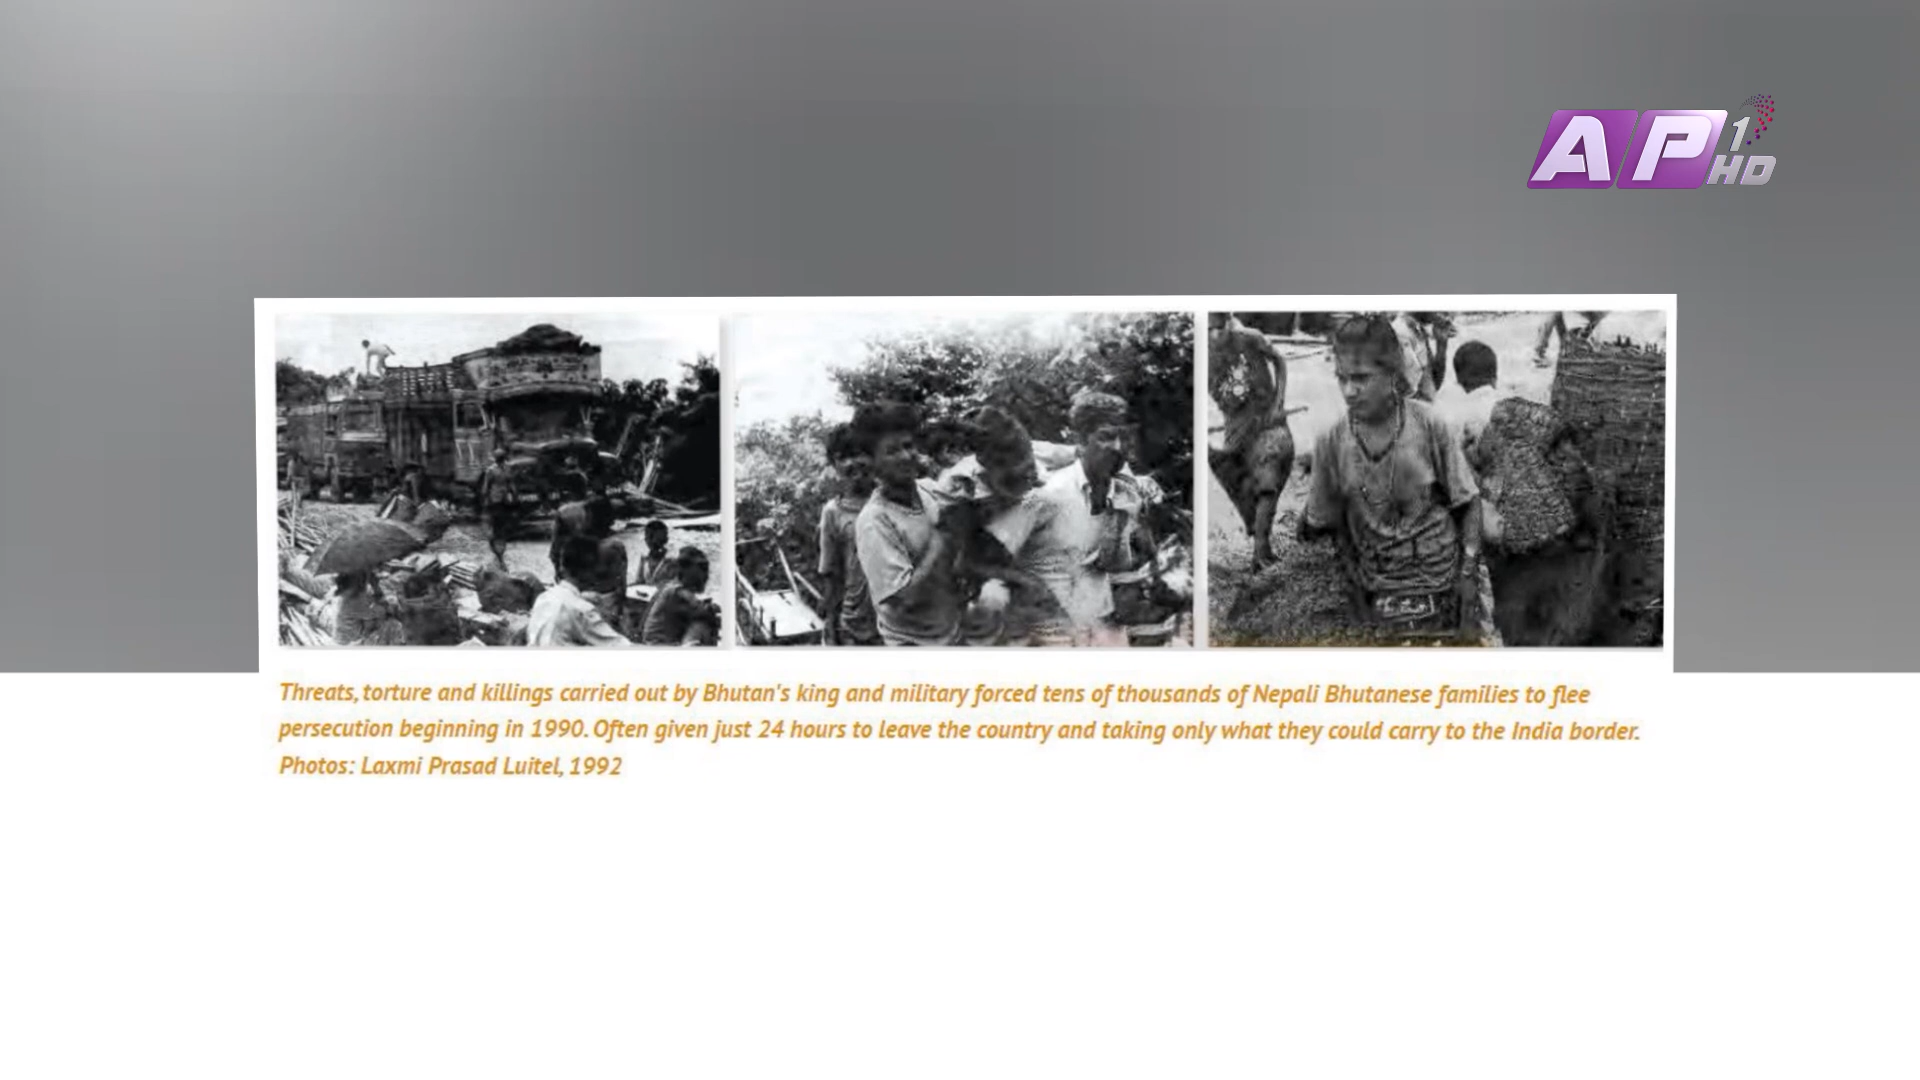 AP1 HD
Threats, torture and killings carried out by Bhutan's king and military forced tens of thousands of Nepali Bhutanese families to flee
persecution beginning in 1990. Often given just 24 hours to leave the country and taking only what they could carry to the India border.
Photos: Laxmi Prasad Luitel, 1992